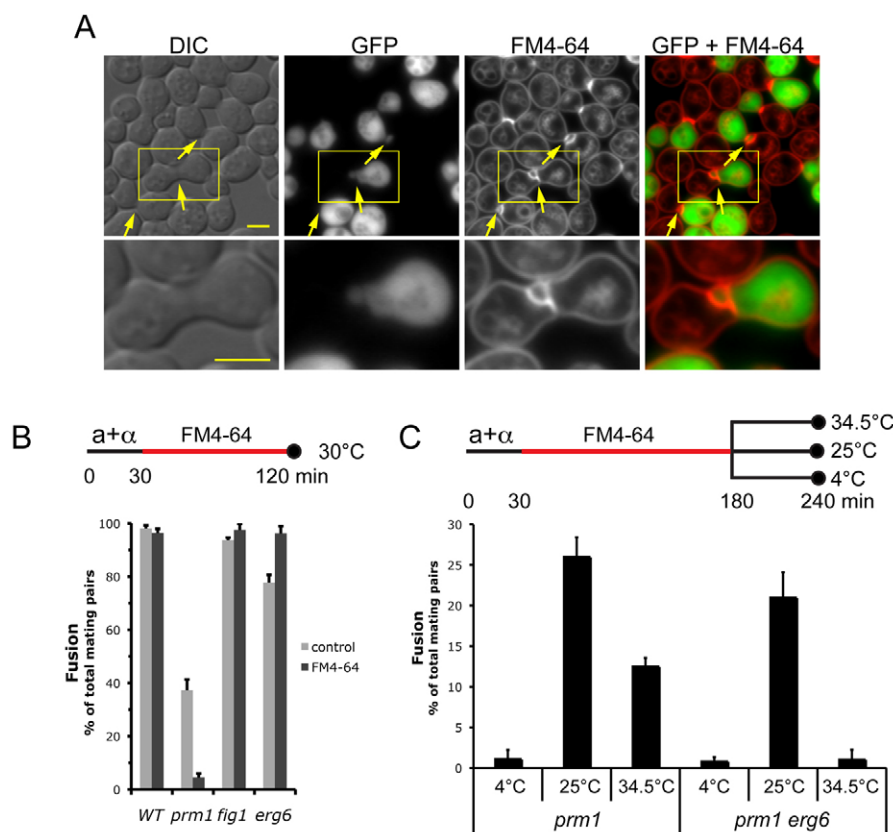 A
DIC GFP FM4-64 GFP + FM4-64
B
a+α FM4-64 30°C
0 30 120 min
Fusion
% of total mating pairs
100
80
60
40
20
0
control
FM4-64
WT prm1 fig1 erg6
C
a+α FM4-64
34.5°C
25°C
4°C
0 30 180 240 min
Fusion
% of total mating pairs
30
25
20
15
10
5
0
4°C 25°C 34.5°C 4°C 25°C 34.5°C
prm1 prm1 erg6